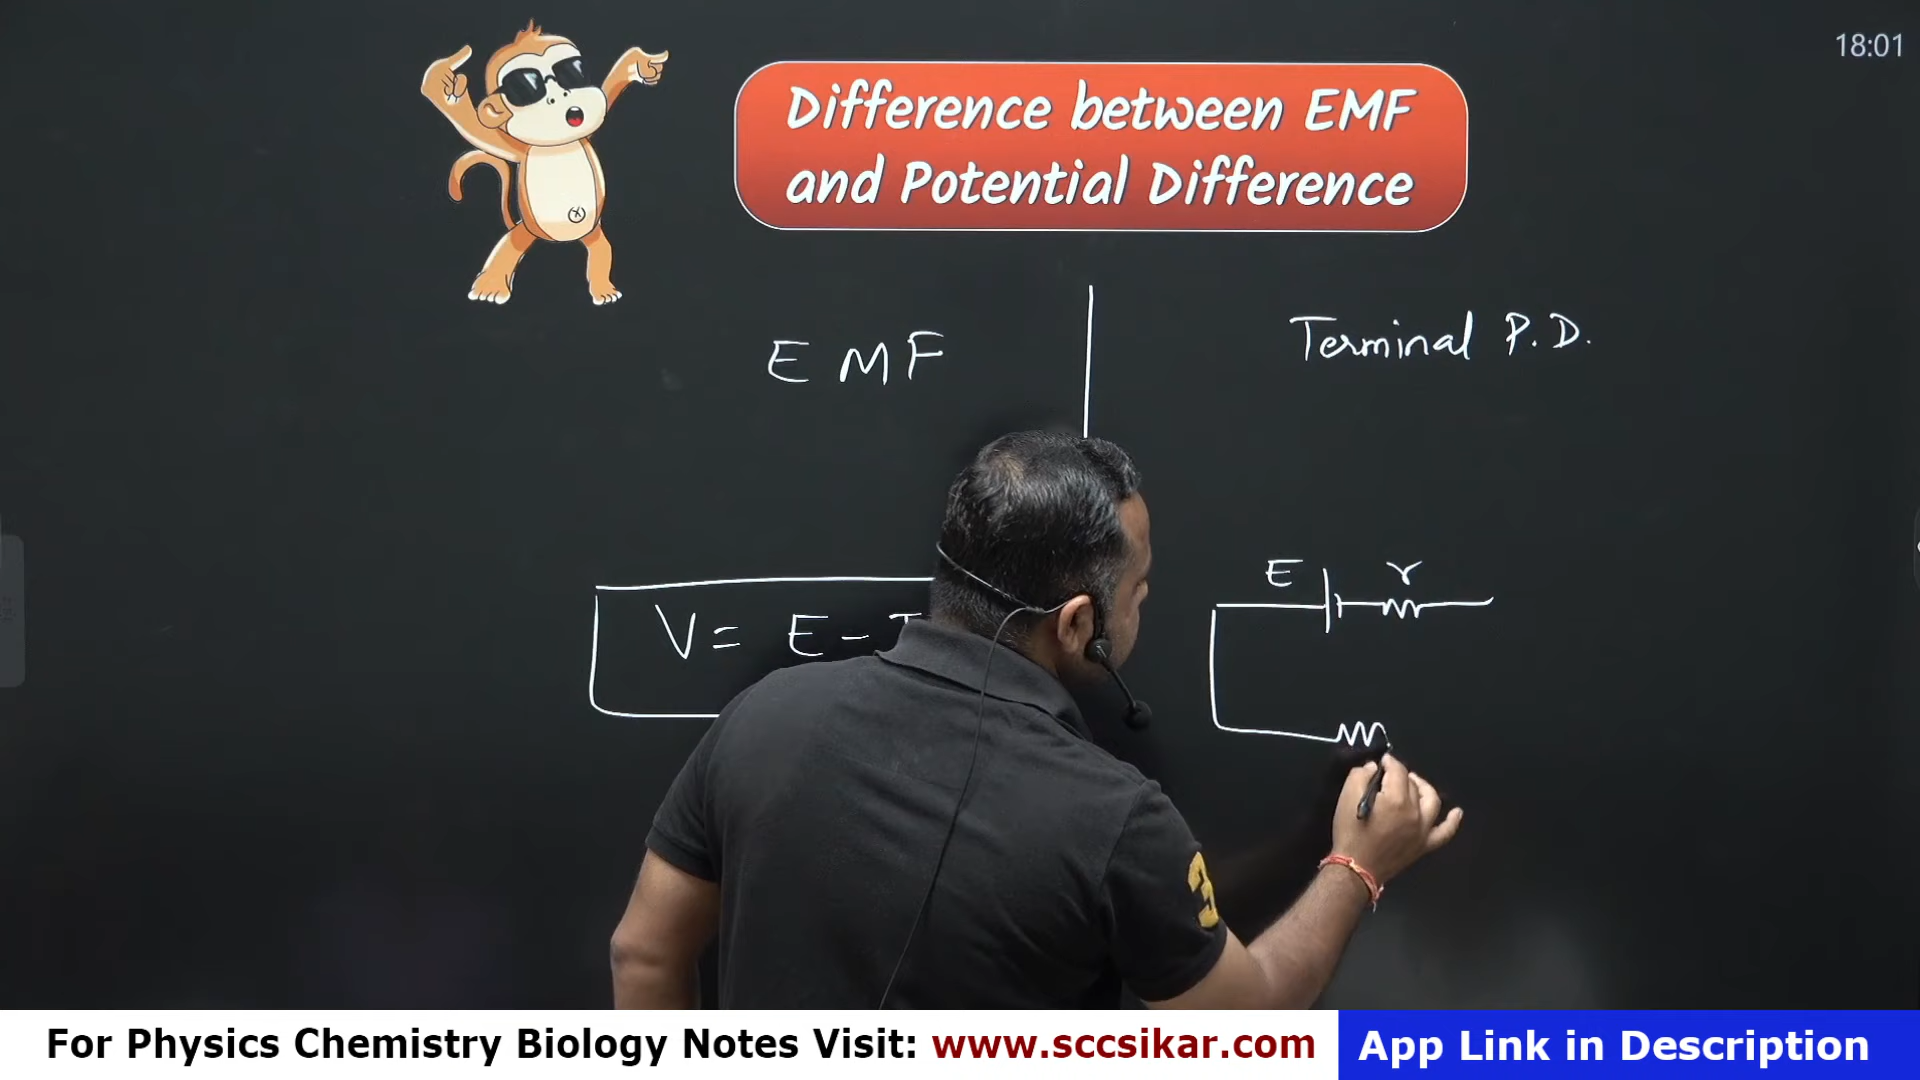 18:01
Difference between EMF
and Potential Difference
EMF
Terminal P.D.
E r
V = E -
3
For Physics Chemistry Biology Notes Visit: www.sccsikar.com
App Link in Description